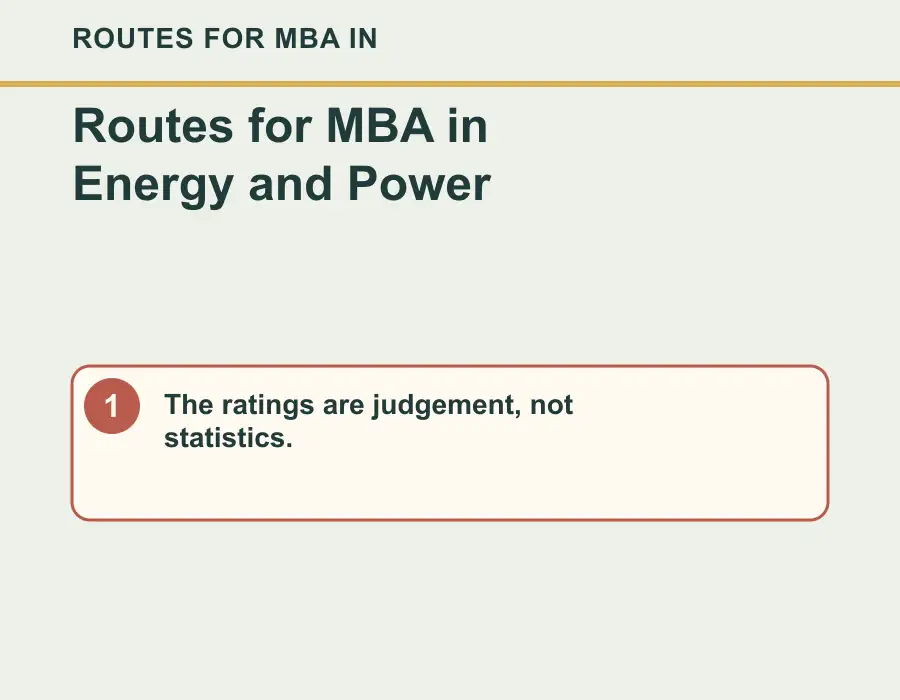 ROUTES FOR MBA IN
Routes for MBA in
Energy and Power
1
The ratings are judgement, not
statistics.